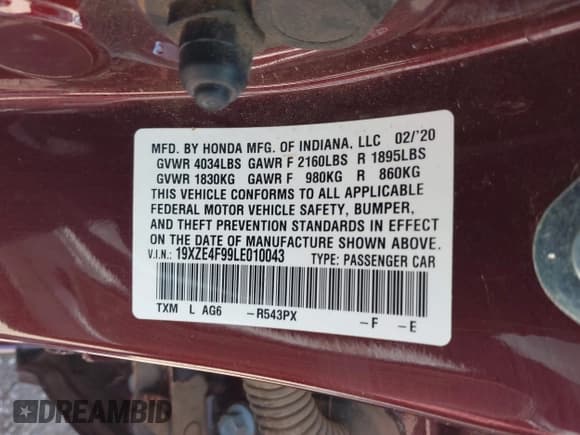 MFD. BY HONDA MFG. OF INDIANA, LLC 02/'20
GVWR 4034LBS GAWR F 2160LBS R 1895LBS
GVWR 1830KG GAWR F 980KG R 860KG
THIS VEHICLE CONFORMS TO ALL APPLICABLE
FEDERAL MOTOR VEHICLE SAFETY, BUMPER,
AND THEFT PREVENTION STANDARDS IN EFFECT
ON THE DATE OF MANUFACTURE SHOWN ABOVE.
V.I.N.: 19XZE4F99LE010043 TYPE: PASSENGER CAR
TXM L AG6 -R543PX -F -E
DREAMBID